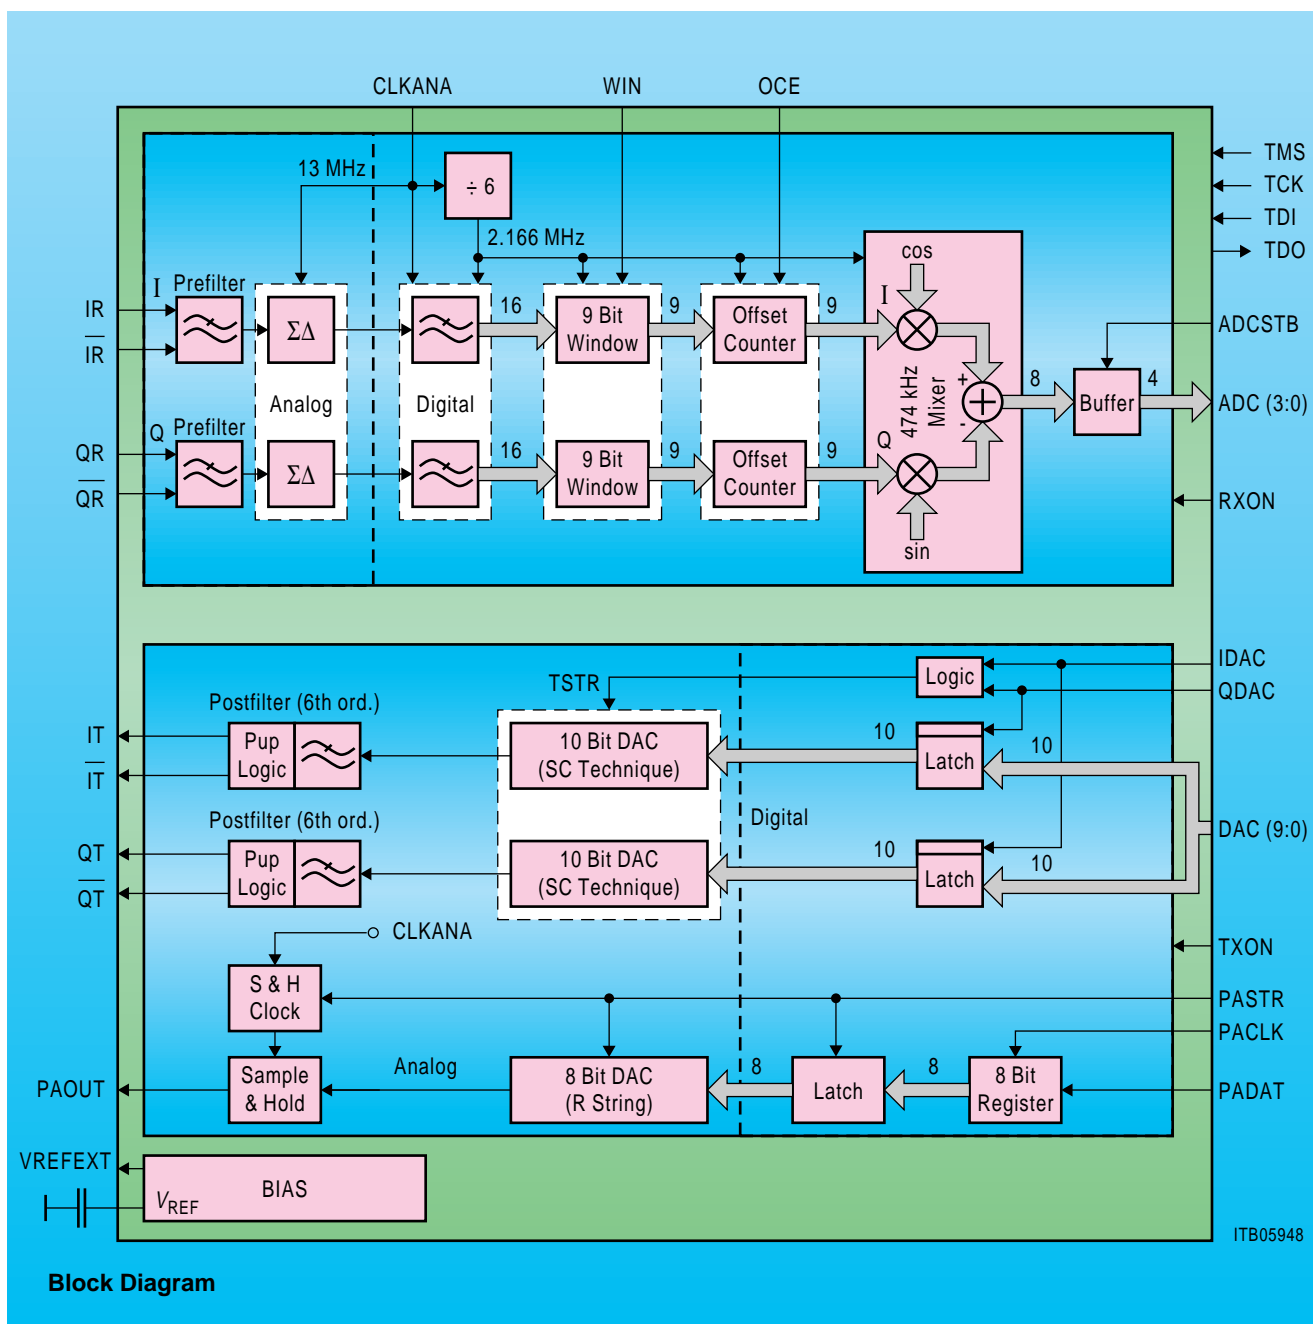 CLKANA
WIN
OCE
TMS
13 MHz
÷ 6
TCK
TDI
2.166 MHz
cos
TDO
I
Prefilter
16
9
9
I
IR
ΣΔ
9 Bit
Window
Offset
Counter
ADCSTB
IR
474 kHz
Mixer
+
8
4
Analog
Digital
Buffer
ADC (3:0)
-
Q
Prefilter
16
9
9
Q
QR
ΣΔ
9 Bit
Window
Offset
Counter
QR
RXON
sin
IDAC
Logic
TSTR
QDAC
Postfilter (6th ord.)
IT
Pup
Logic
10 Bit DAC
(SC Technique)
10
Latch
10
IT
Postfilter (6th ord.)
Digital
DAC (9:0)
QT
Pup
Logic
10 Bit DAC
(SC Technique)
10
Latch
10
QT
CLKANA
TXON
S & H
Clock
PASTR
PACLK
Analog
PAOUT
Sample
& Hold
8 Bit DAC
(R String)
8
Latch
8
8 Bit
Register
PADAT
VREFEXT
BIAS
VREF
ITB05948
Block Diagram